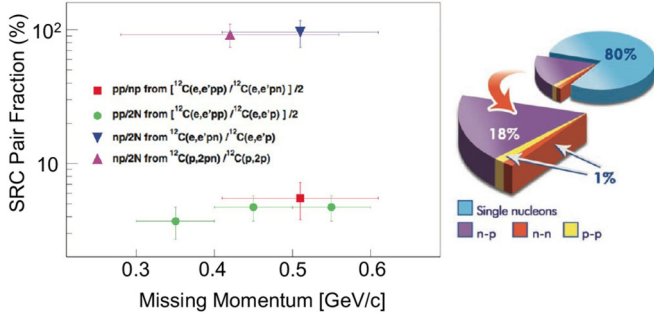 SRC Pair Fraction (%)
10²
10
pp/np from [¹²C(e,e'pp) /¹²C(e,e'pn) ] /2
pp/2N from [¹²C(e,e'pp) /¹²C(e,e'p) ] /2
np/2N from ¹²C(e,e'pn) /¹²C(e,e'p)
np/2N from ¹²C(p,2pn) /¹²C(p,2p)
0.3 0.4 0.5 0.6
Missing Momentum [GeV/c]
80%
18%
1%
Single nucleons
n-p n-n p-p